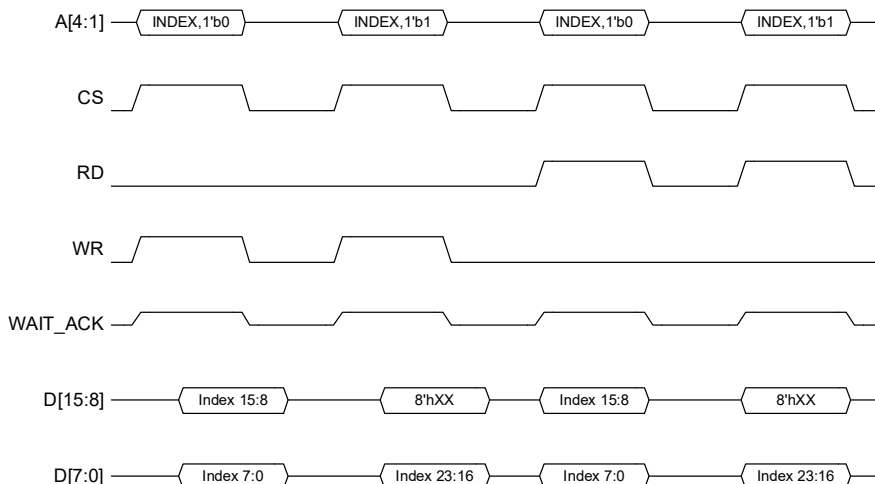 A[4:1] INDEX,1'b0 INDEX,1'b1 INDEX,1'b0 INDEX,1'b1
CS
RD
WR
WAIT_ACK
D[15:8] Index 15:8 8'hXX Index 15:8 8'hXX
D[7:0] Index 7:0 Index 23:16 Index 7:0 Index 23:16